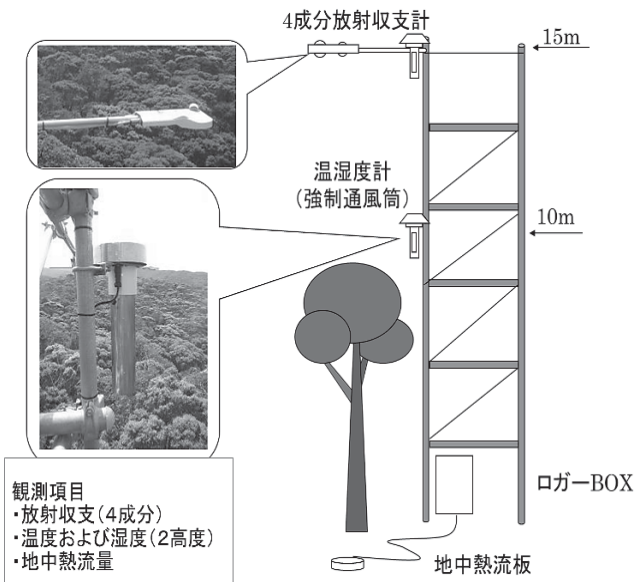 4成分放射収支計
15m
温湿度計
(強制通風筒)
10m
観測項目
・放射収支(4成分)
・温度および湿度(2高度)
・地中熱流量
ロガーBOX
地中熱流板